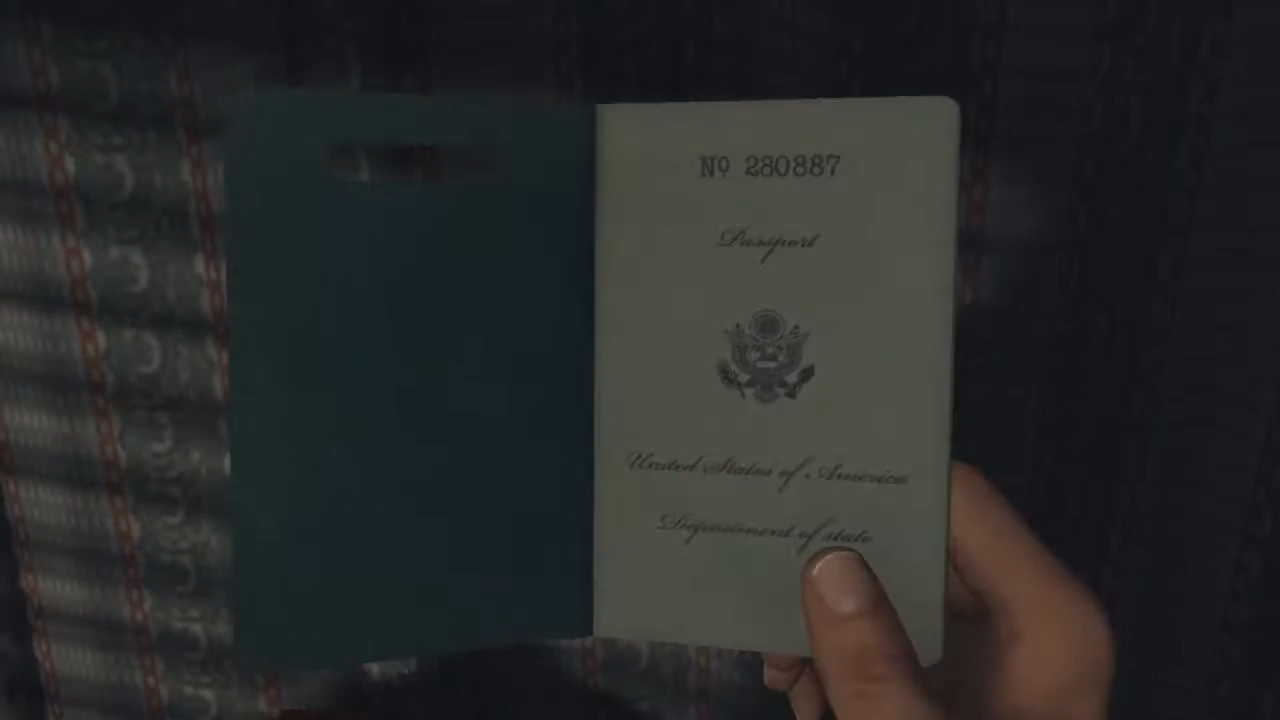 Nº 280887
Passport
United States of America
Department of state